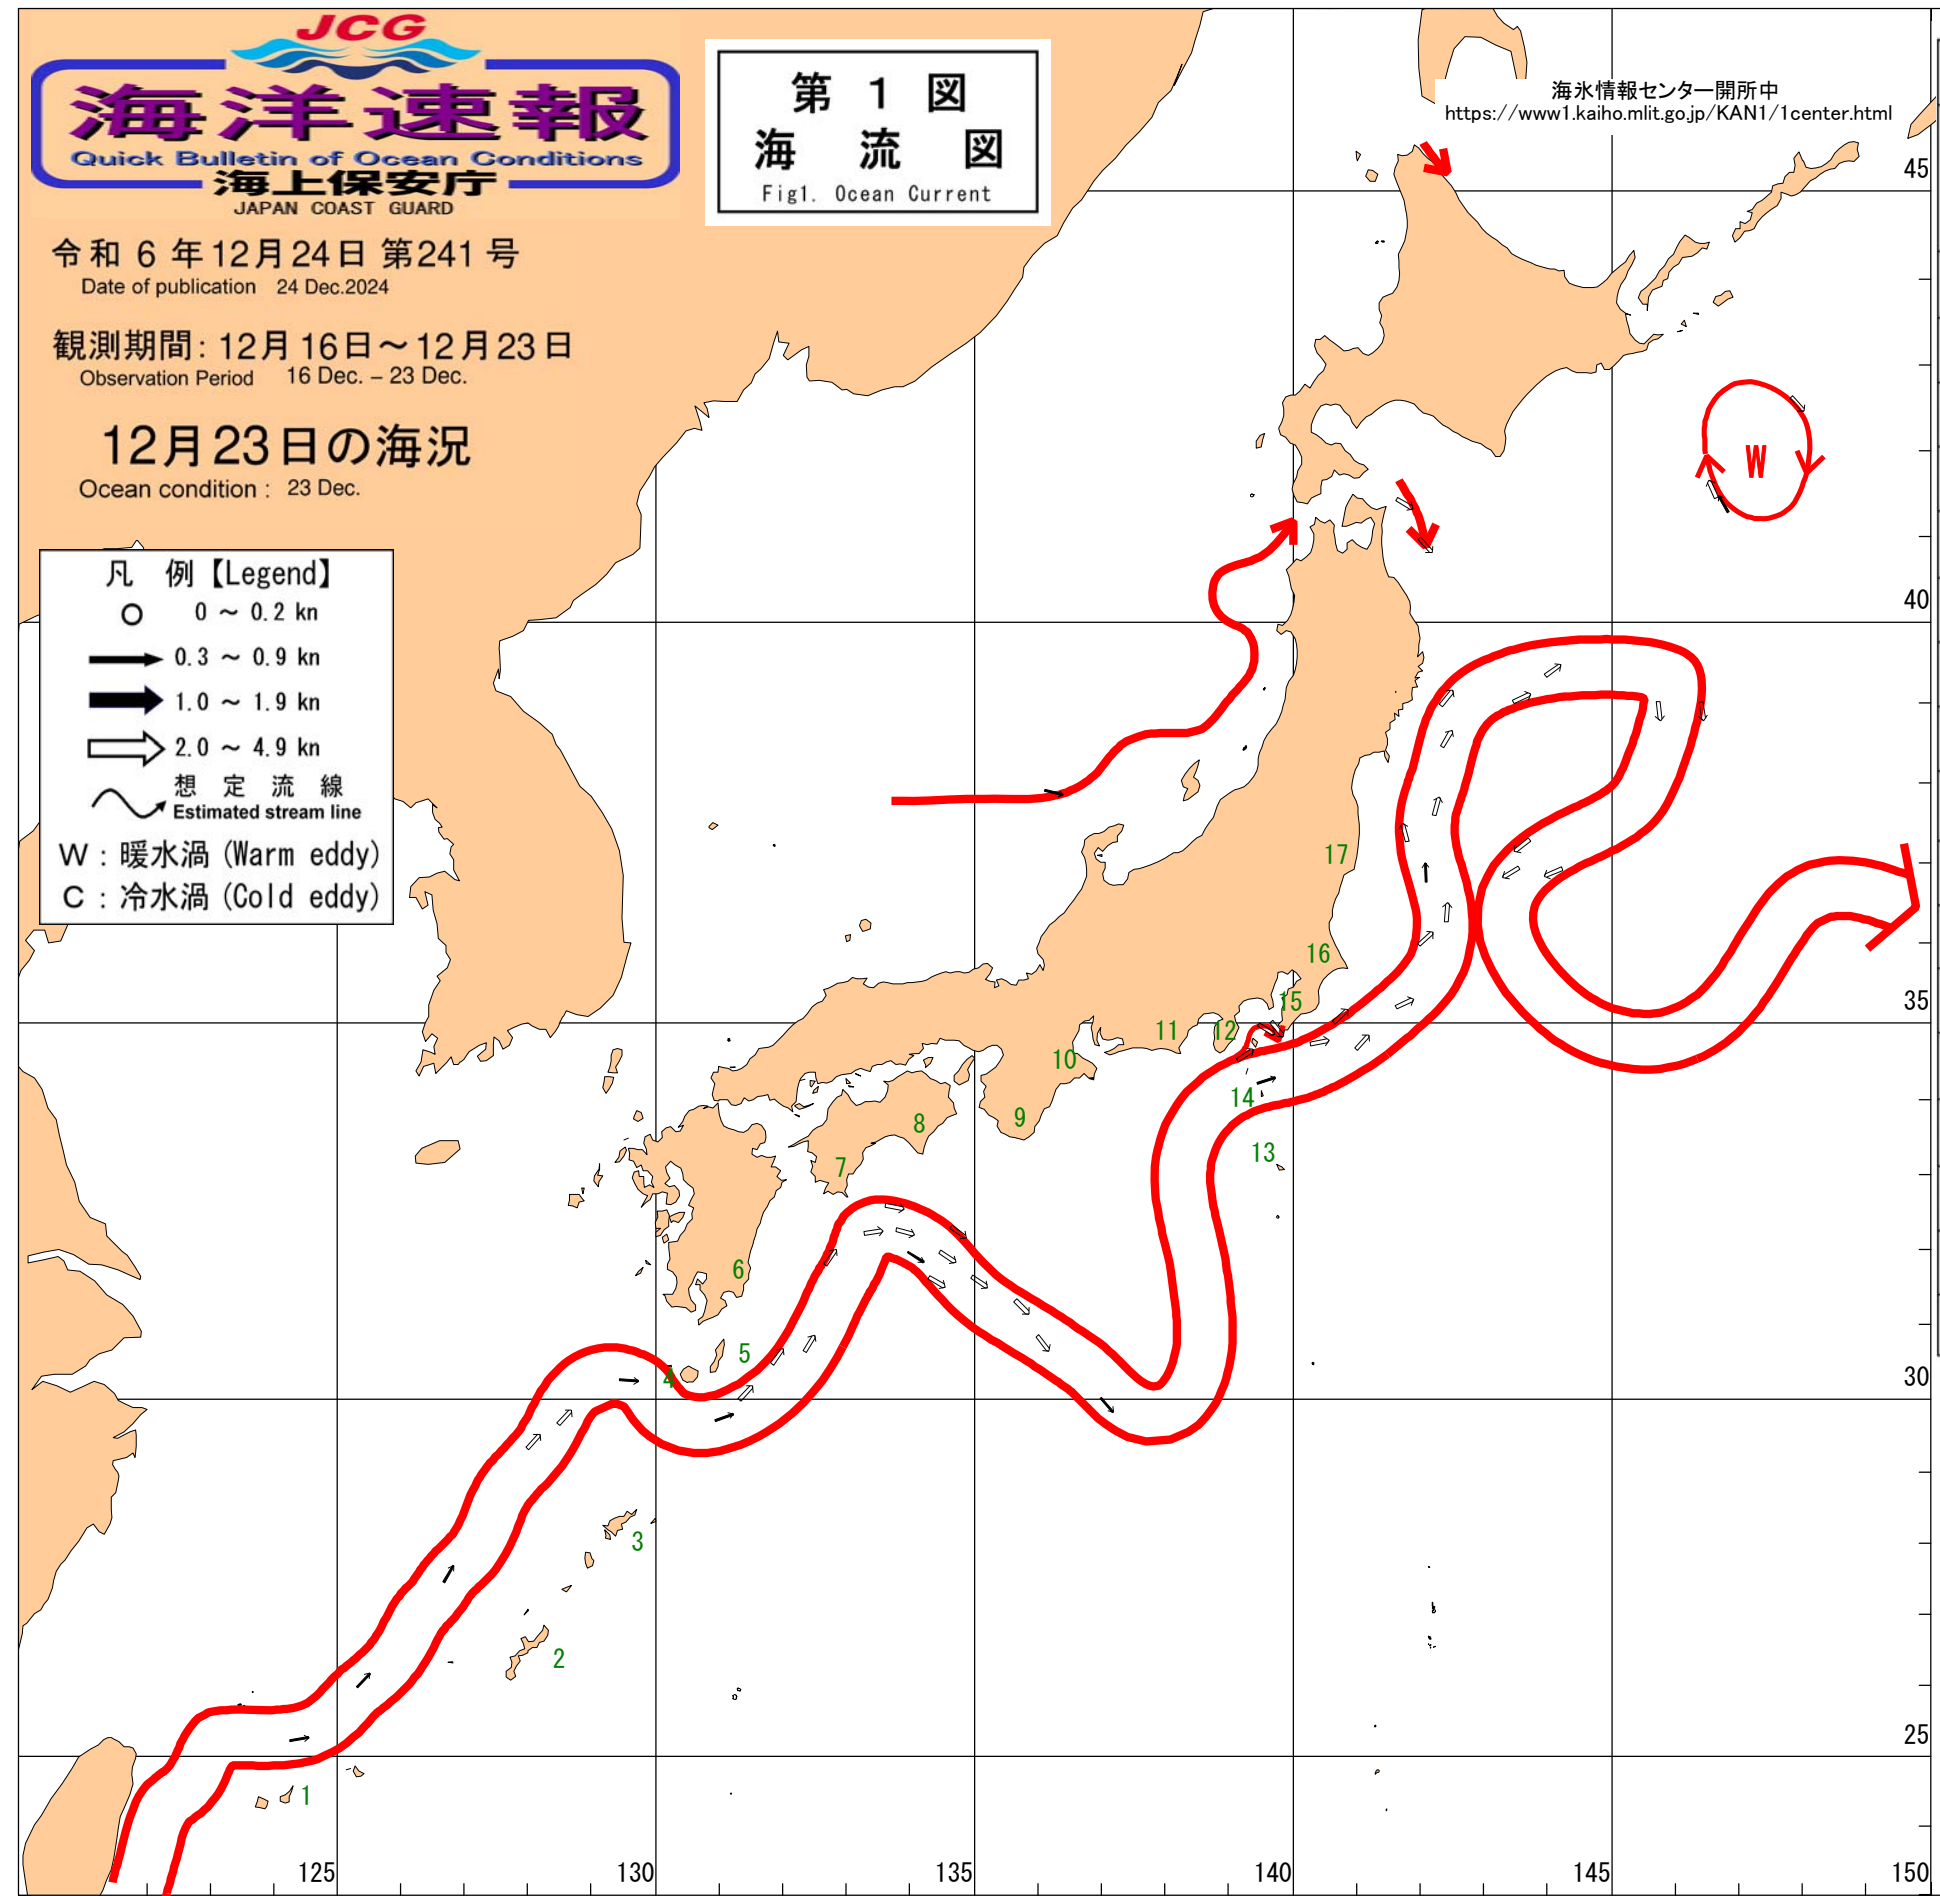 JCG
海洋速報
Quick Bulletin of Ocean Conditions
海上保安庁
JAPAN COAST GUARD
令和 6 年12月24日 第241 号
Date of publication 24 Dec.2024
観測期間: 12月16日～12月23日
Observation Period 16 Dec. – 23 Dec.
12月23日の海況
Ocean condition : 23 Dec.
第 1 図
海 流 図
Fig1. Ocean Current
海氷情報センター開所中
https://www1.kaiho.mlit.go.jp/KAN1/1center.html
凡 例【Legend】
0 ～ 0.2 kn
0.3 ～ 0.9 kn
1.0 ～ 1.9 kn
2.0 ～ 4.9 kn
想 定 流 線
Estimated stream line
W : 暖水渦 (Warm eddy)
C : 冷水渦 (Cold eddy)
W
45
40
35
30
25
17
16
15
14
13
12
11
10
9
8
7
6
5
4
3
2
1
125
130
135
140
145
150